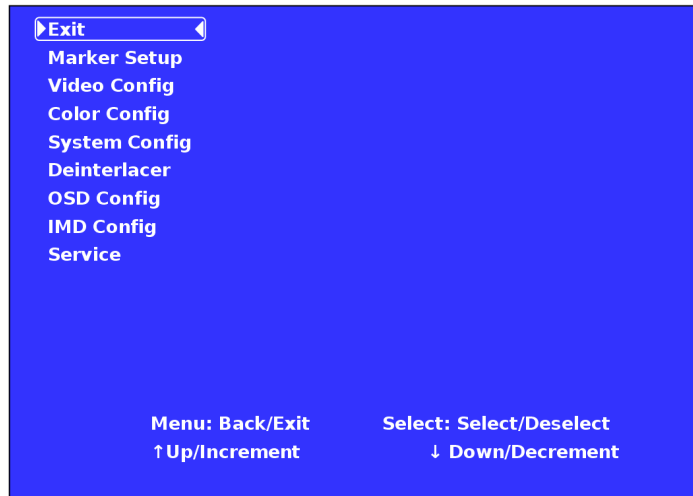 Exit
Marker Setup
Video Config
Color Config
System Config
Deinterlacer
OSD Config
IMD Config
Service
Menu: Back/Exit Select: Select/Deselect
↑Up/Increment ↓ Down/Decrement